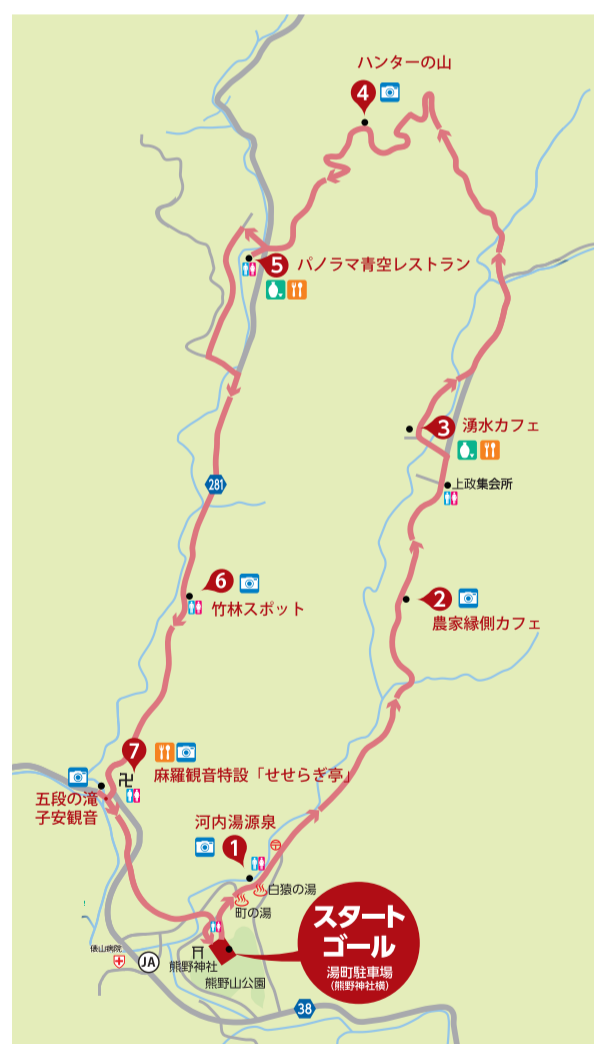 ハンターの山
4
5
パノラマ青空レストラン
3
湧水カフェ
上政集会所
281
6
竹林スポット
2
農家縁側カフェ
7
麻羅観音特設「せせらぎ亭」
五段の滝
子安観音
河内湯源泉
1
白猿の湯
町の湯
スタート
ゴール
湯町駐車場
(熊野神社横)
俵山病院
JA
熊野神社
熊野山公園
38